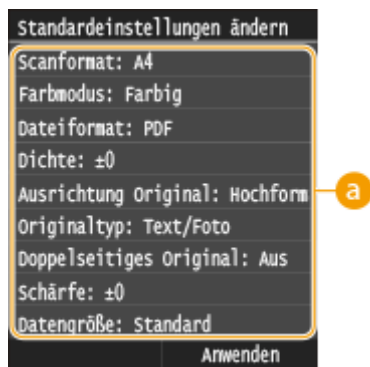 Standardeinstellungen ändern
Scanformat: A4
Farbmodus: Farbig
Dateiformat: PDF
Dichte: ±0
Ausrichtung Original: Hochform
a
Originaltyp: Text/Foto
Doppelseitiges Original: Aus
Schärfe: ±0
Datengröße: Standard
Anwenden